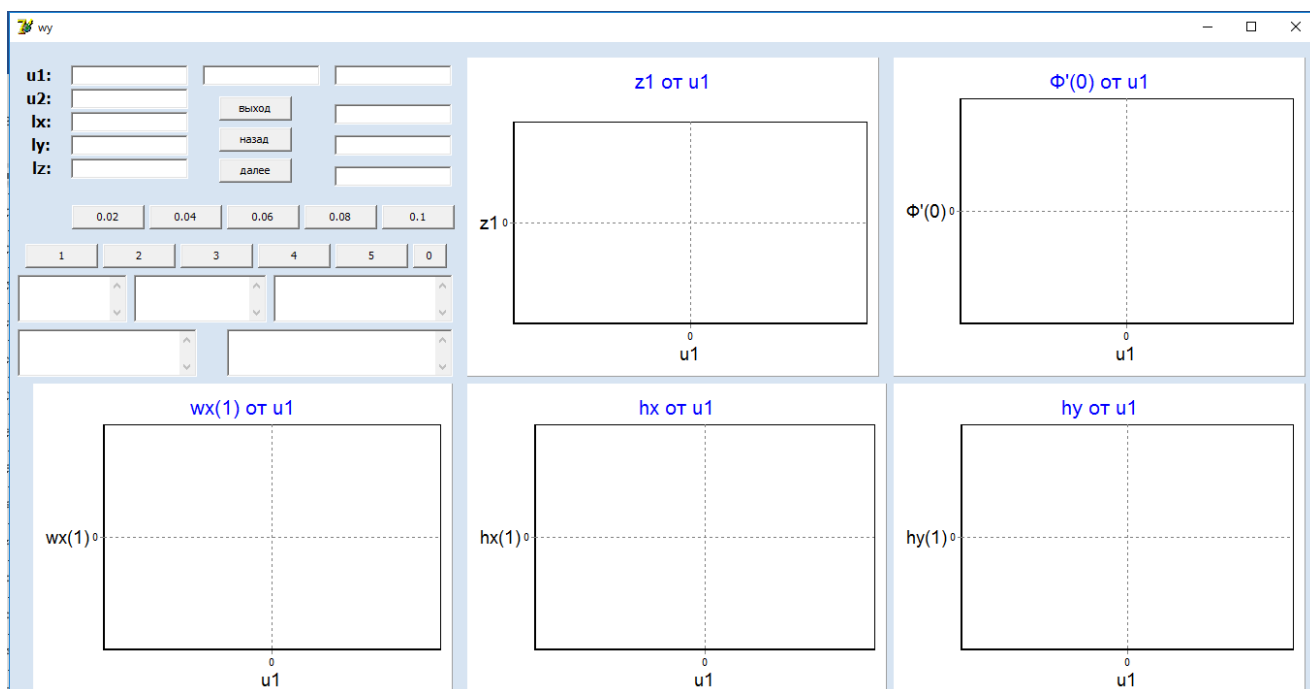 wy
u1:
u2:
Ix:
Iy:
Iz:
выход
назад
далее
0.02 0.04 0.06 0.08 0.1
1 2 3 4 5 0
z1 от u1
z1 0
0
u1
Ф'(0) от u1
Ф'(0) 0
0
u1
wx(1) от u1
wx(1) 0
0
u1
hx от u1
hx(1) 0
0
u1
hy от u1
hy(1) 0
0
u1